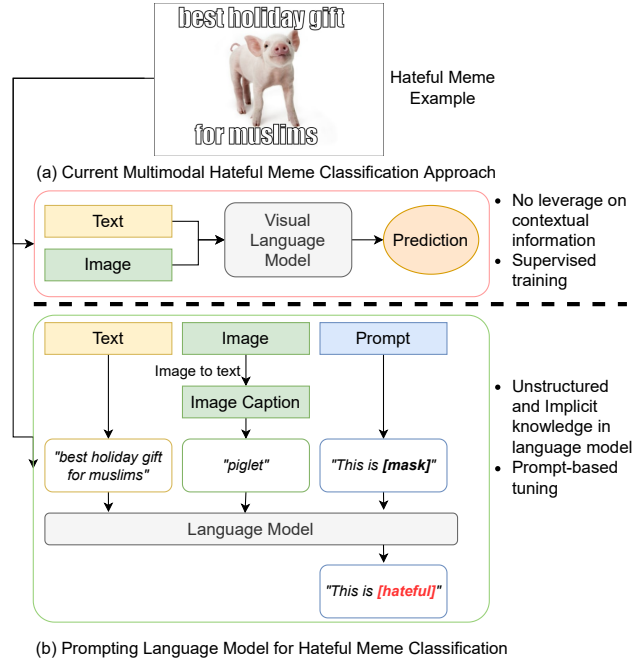 best holiday gift
for muslims
Hateful Meme
Example
(a) Current Multimodal Hateful Meme Classification Approach
Text
Image
Visual
Language
Model
Prediction
• No leverage on
contextual
information
• Supervised
training
Text
Image
Prompt
Image to text
Image Caption
"best holiday gift
for muslims"
"piglet"
"This is [mask]"
Language Model
"This is [hateful]"
• Unstructured
and Implicit
knowledge in
language model
• Prompt-based
tuning
(b) Prompting Language Model for Hateful Meme Classification